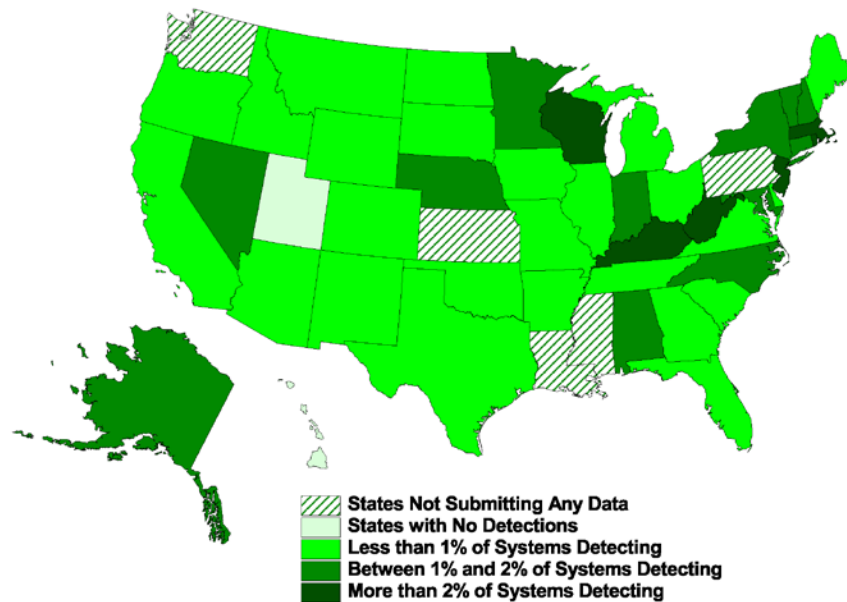 States Not Submitting Any Data
States with No Detections
Less than 1% of Systems Detecting
Between 1% and 2% of Systems Detecting
More than 2% of Systems Detecting